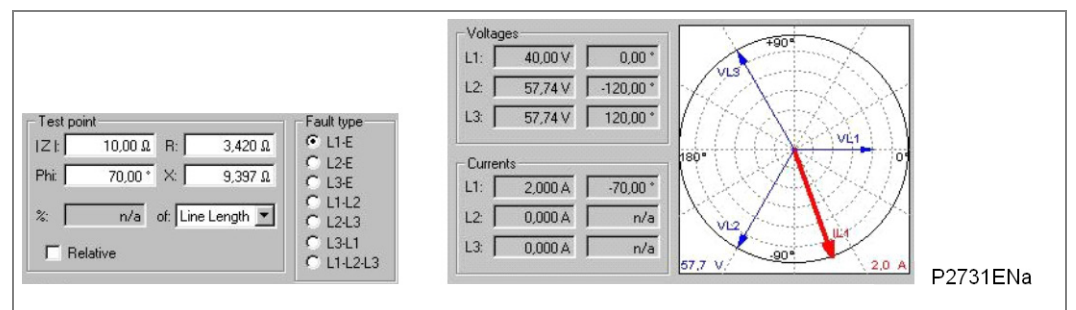 Test point
|Z|: 10,00 Ω R: 3,420 Ω
Phi: 70,00 ° X: 9,397 Ω
%: n/a of: Line Length
Relative
Fault type
L1-E
L2-E
L3-E
L1-L2
L2-L3
L3-L1
L1-L2-L3
Voltages
L1: 40,00 V 0,00 °
L2: 57,74 V -120,00 °
L3: 57,74 V 120,00 °
Currents
L1: 2,000 A -70,00 °
L2: 0,000 A n/a
L3: 0,000 A n/a
+90°
VL3
VL1
180°
0°
VL2
IL1
-90°
57,7 V
2,0 A
P2731ENa